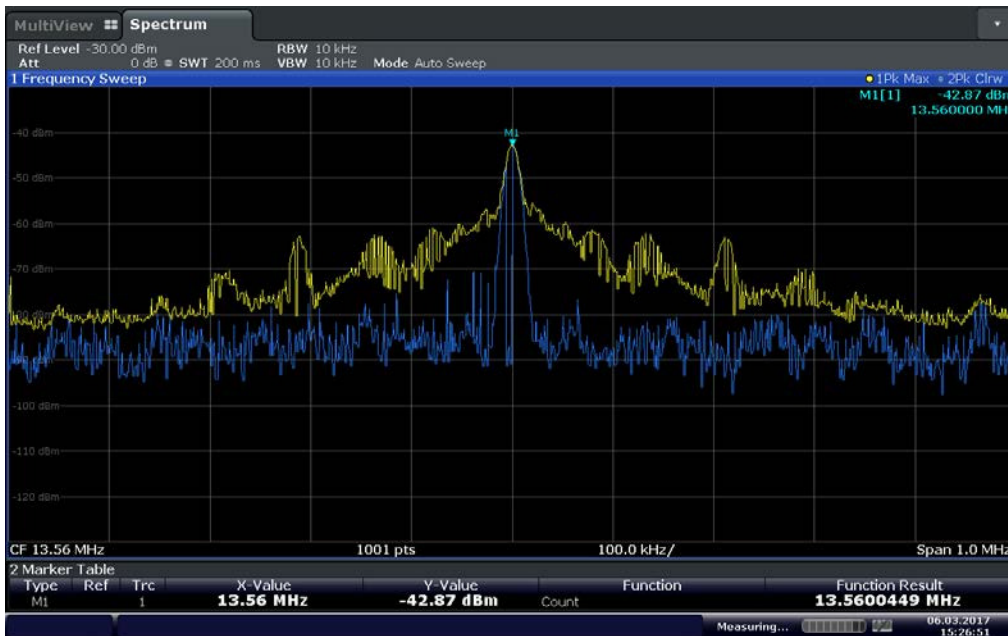 MultiView Spectrum
Ref Level -30.00 dBm RBW 10 kHz
Att 0 dB SWT 200 ms VBW 10 kHz Mode Auto Sweep
1 Frequency Sweep 1Pk Max 2Pk Clrw
M1[1] -42.87 dBm
13.560000 MH
M1
-40 dBm
-50 dBm
-60 dBm
-70 dBm
-100 dBm
-110 dBm
-120 dBm
CF 13.56 MHz 1001 pts 100.0 kHz/ Span 1.0 MHz
2 Marker Table
Type Ref Trc X-Value Y-Value Function Function Result
M1 1 13.56 MHz -42.87 dBm Count 13.5600449 MHz
Measuring... 06.03.2017
15:26:51